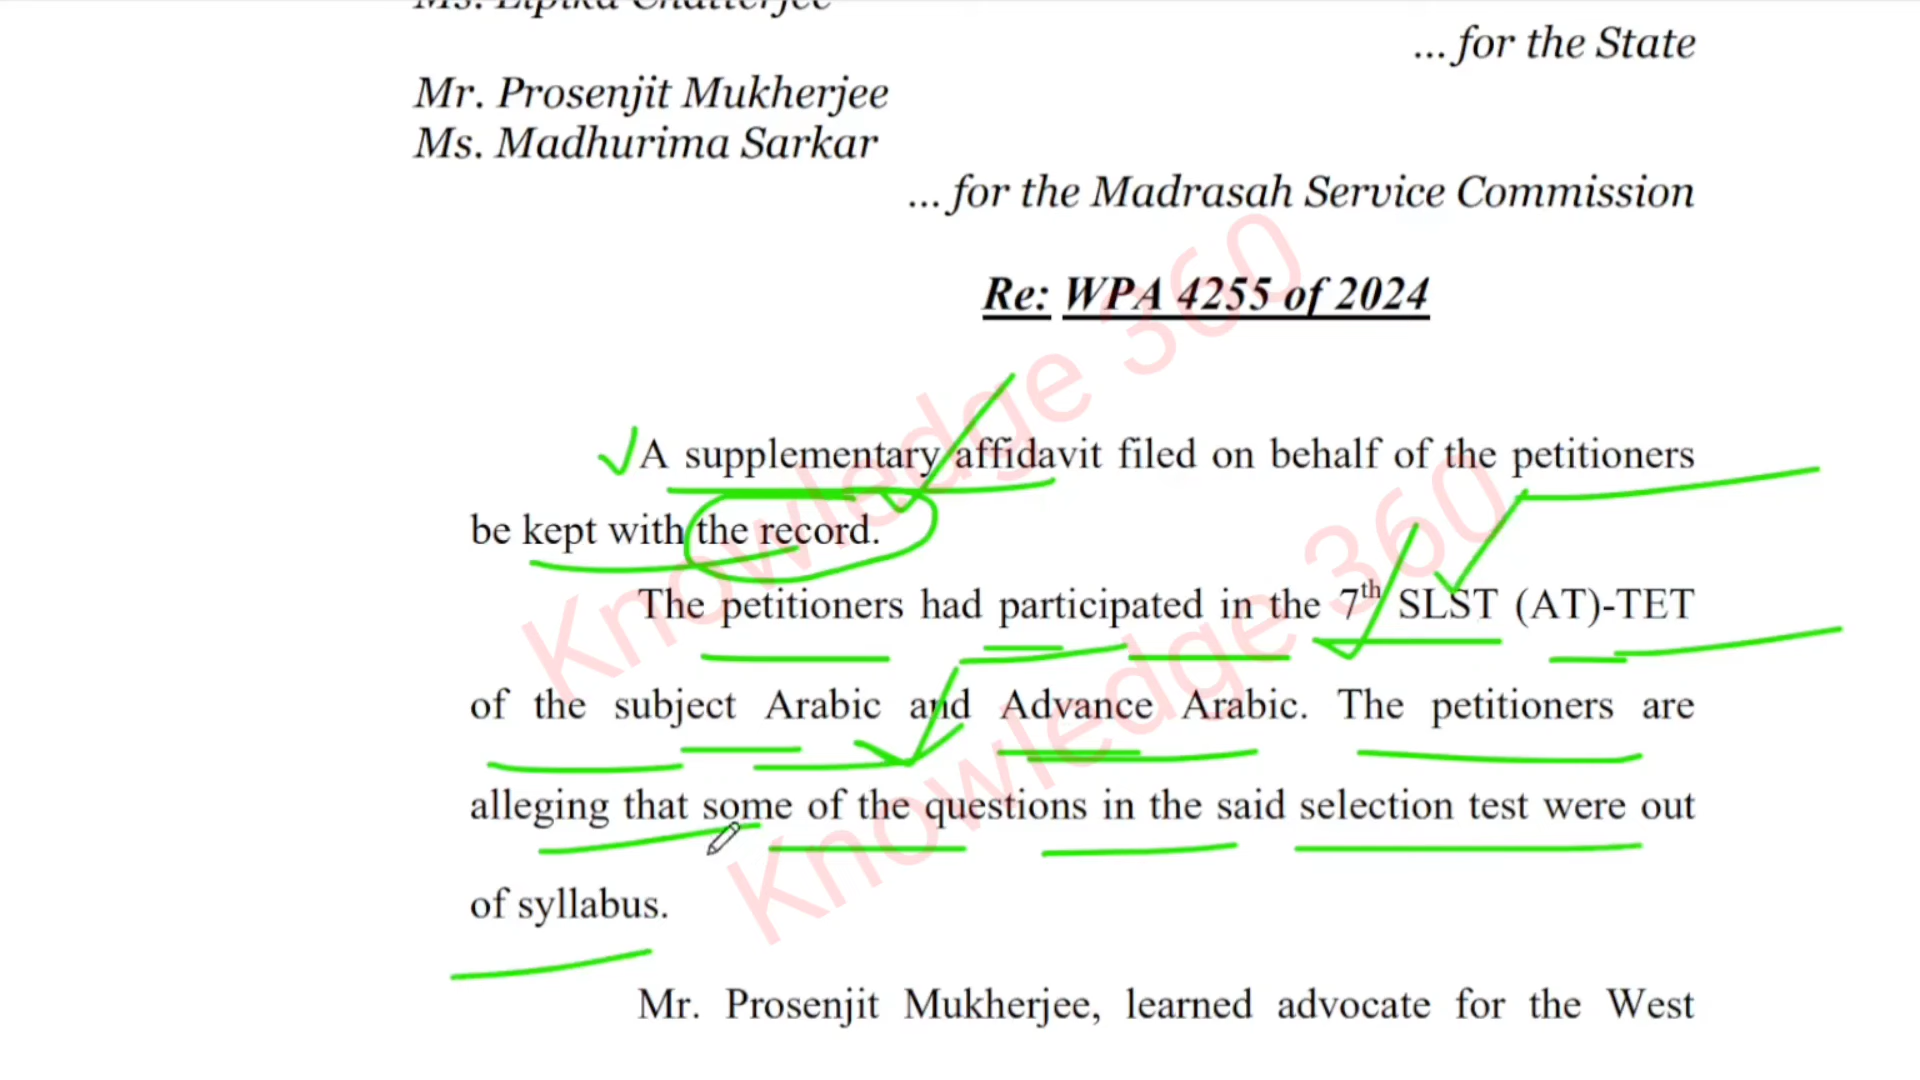 Ms. Lipika Chatterjee
... for the State
Mr. Prosenjit Mukherjee
Ms. Madhurima Sarkar
... for the Madrasah Service Commission
Re: WPA 4255 of 2024
A supplementary affidavit filed on behalf of the petitioners
be kept with the record.
The petitioners had participated in the 7th SLST (AT)-TET
of the subject Arabic and Advance Arabic. The petitioners are
alleging that some of the questions in the said selection test were out
of syllabus.
Mr. Prosenjit Mukherjee, learned advocate for the West
Knowledge 360
Knowledge 360